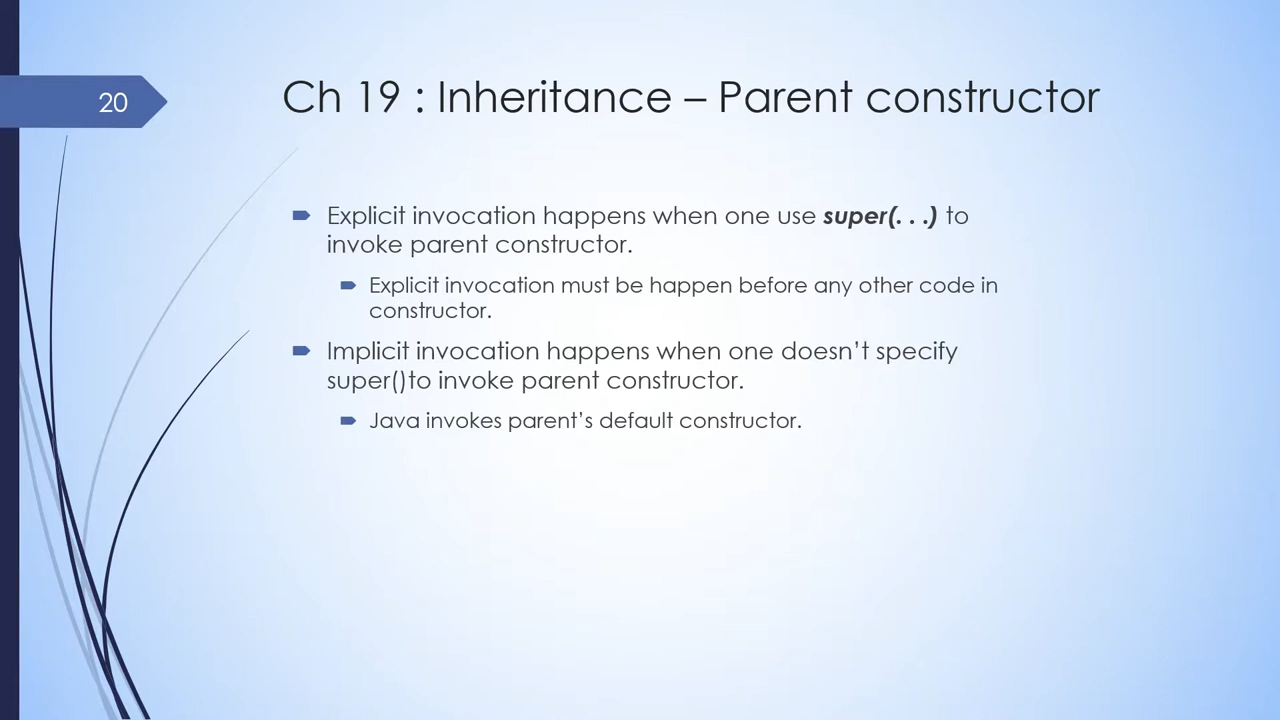 20
Ch 19 : Inheritance – Parent constructor
Explicit invocation happens when one use super(. . .) to
invoke parent constructor.
Explicit invocation must be happen before any other code in
constructor.
Implicit invocation happens when one doesn’t specify
super()to invoke parent constructor.
Java invokes parent’s default constructor.